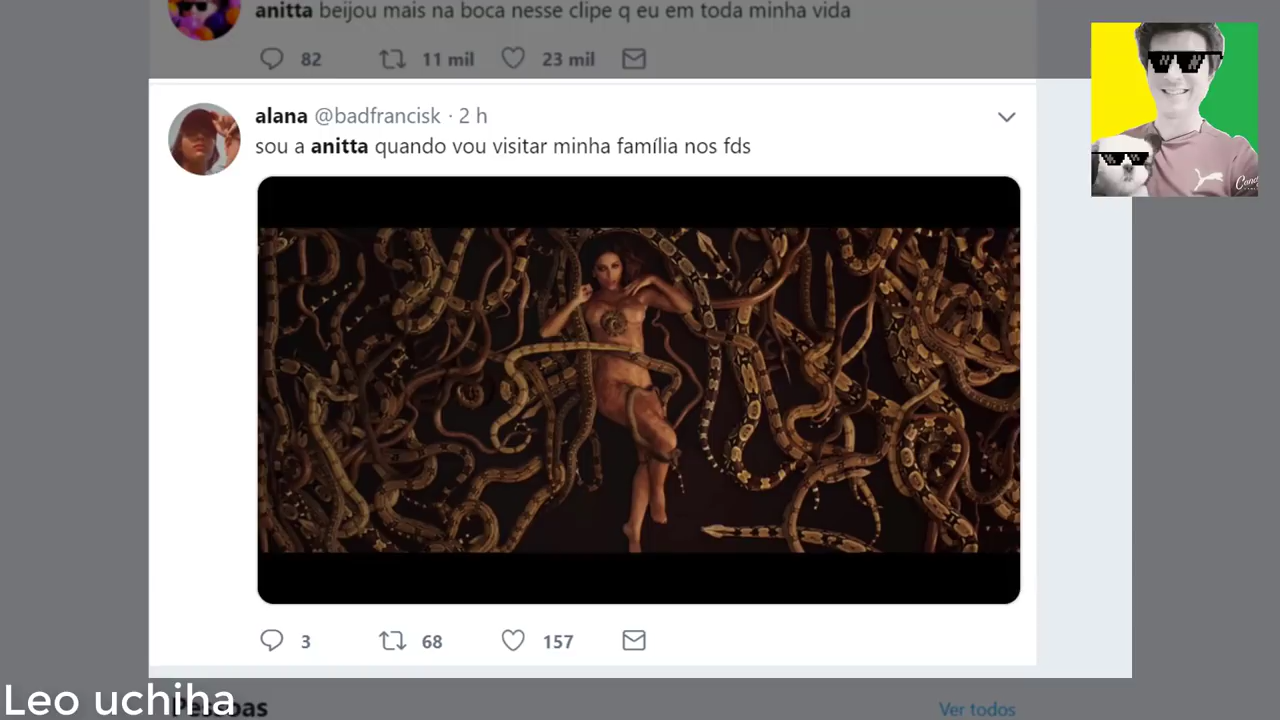 anitta beijou mais na boca nesse clipe q eu em toda minha vida
82 11 mil 23 mil
alana @badfrancisk · 2 h
sou a anitta quando vou visitar minha família nos fds
3 68 157
Leo uchiha
Pessoas
Ver todos